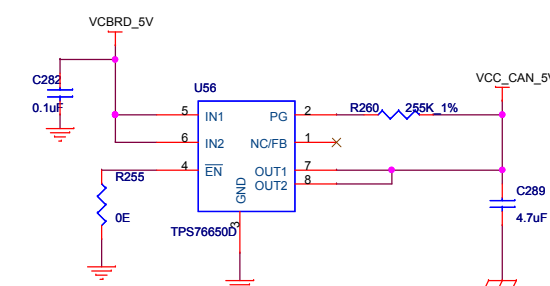 VCBRD_5V
VCC_CAN_5V
C282
0.1uF
U56
R260
255K_1%
5
IN1
PG
2
6
IN2
NC/FB
1
4
EN
OUT1
7
OUT2
8
R255
GND
0E
3
TPS76650D
C289
4.7uF